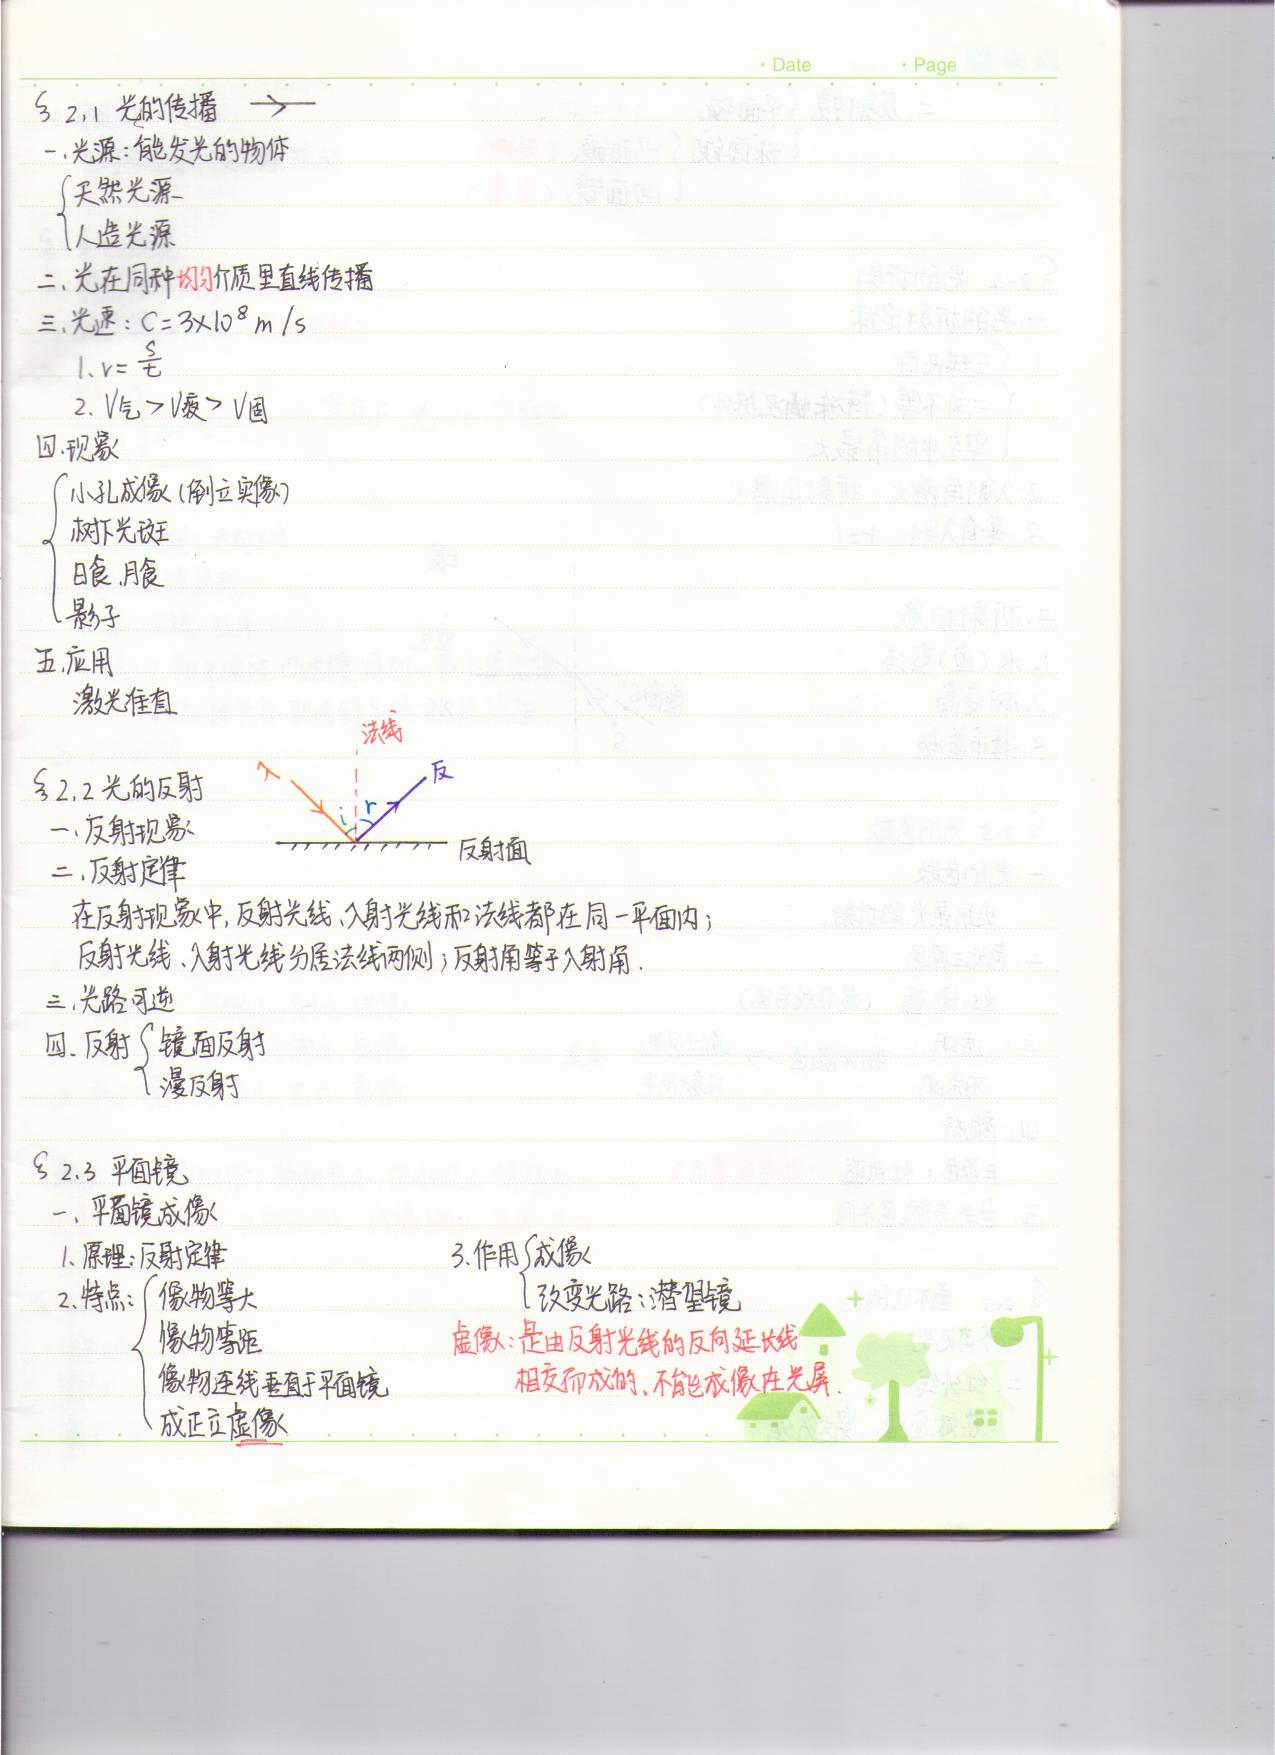 · Date · Page
§ 2.1 光的传播
一、光源：能发光的物体
天然光源
人造光源
二、光在同种均匀介质里直线传播
三、光速：C=3×10⁸ m/s
1. v=s/t
2. V气>V液>V固
四、现象
小孔成像（倒立实像）
树下光斑
日食、月食
影子
五、应用
激光准直
§ 2.2 光的反射
法线
入 反
i r
反射面
一、反射现象
二、反射定律
在反射现象中，反射光线、入射光线和法线都在同一平面内；
反射光线、入射光线分居法线两侧；反射角等于入射角.
三、光路可逆
四、反射 镜面反射
漫反射
§ 2.3 平面镜
一、平面镜成像
1. 原理：反射定律
2. 特点： 像物等大
像物等距
像物连线垂直于平面镜
成正立虚像
3. 作用 成像
改变光路：潜望镜
虚像：是由反射光线的反向延长线
相交而成的、不能成像在光屏.